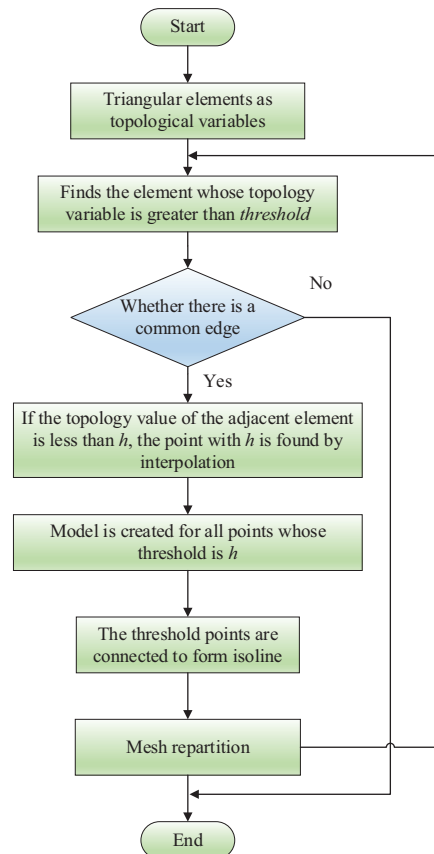 Start
Triangular elements as
topological variables
Finds the element whose topology
variable is greater than threshold
Whether there is a
common edge
No
Yes
If the topology value of the adjacent element
is less than h, the point with h is found by
interpolation
Model is created for all points whose
threshold is h
The threshold points are
connected to form isoline
Mesh repartition
End